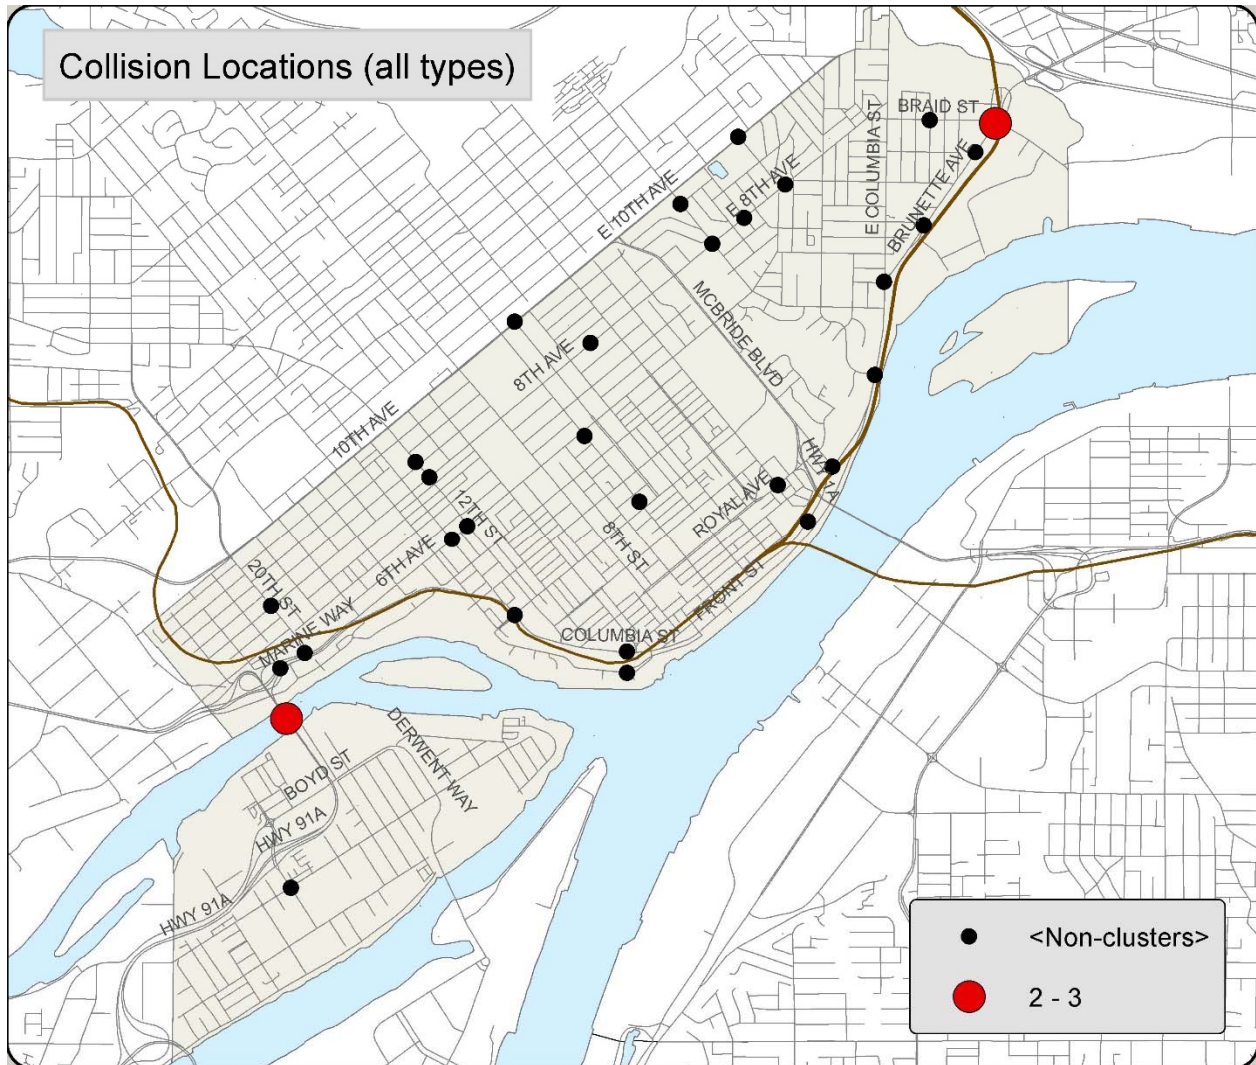 Collision Locations (all types)
BRAID ST
E COLUMBIA ST
BRUNETTE AVE
E 8TH AVE
E 10TH AVE
MCBRIDE BLVD
8TH AVE
10TH AVE
HWY 1A
ROYAL AVE
12TH ST
8TH ST
6TH AVE
20TH ST
FRONT ST
MARINE WAY
COLUMBIA ST
DERWENT WAY
BOYD ST
HWY 91A
HWY 91A
<Non-clusters>
2 - 3